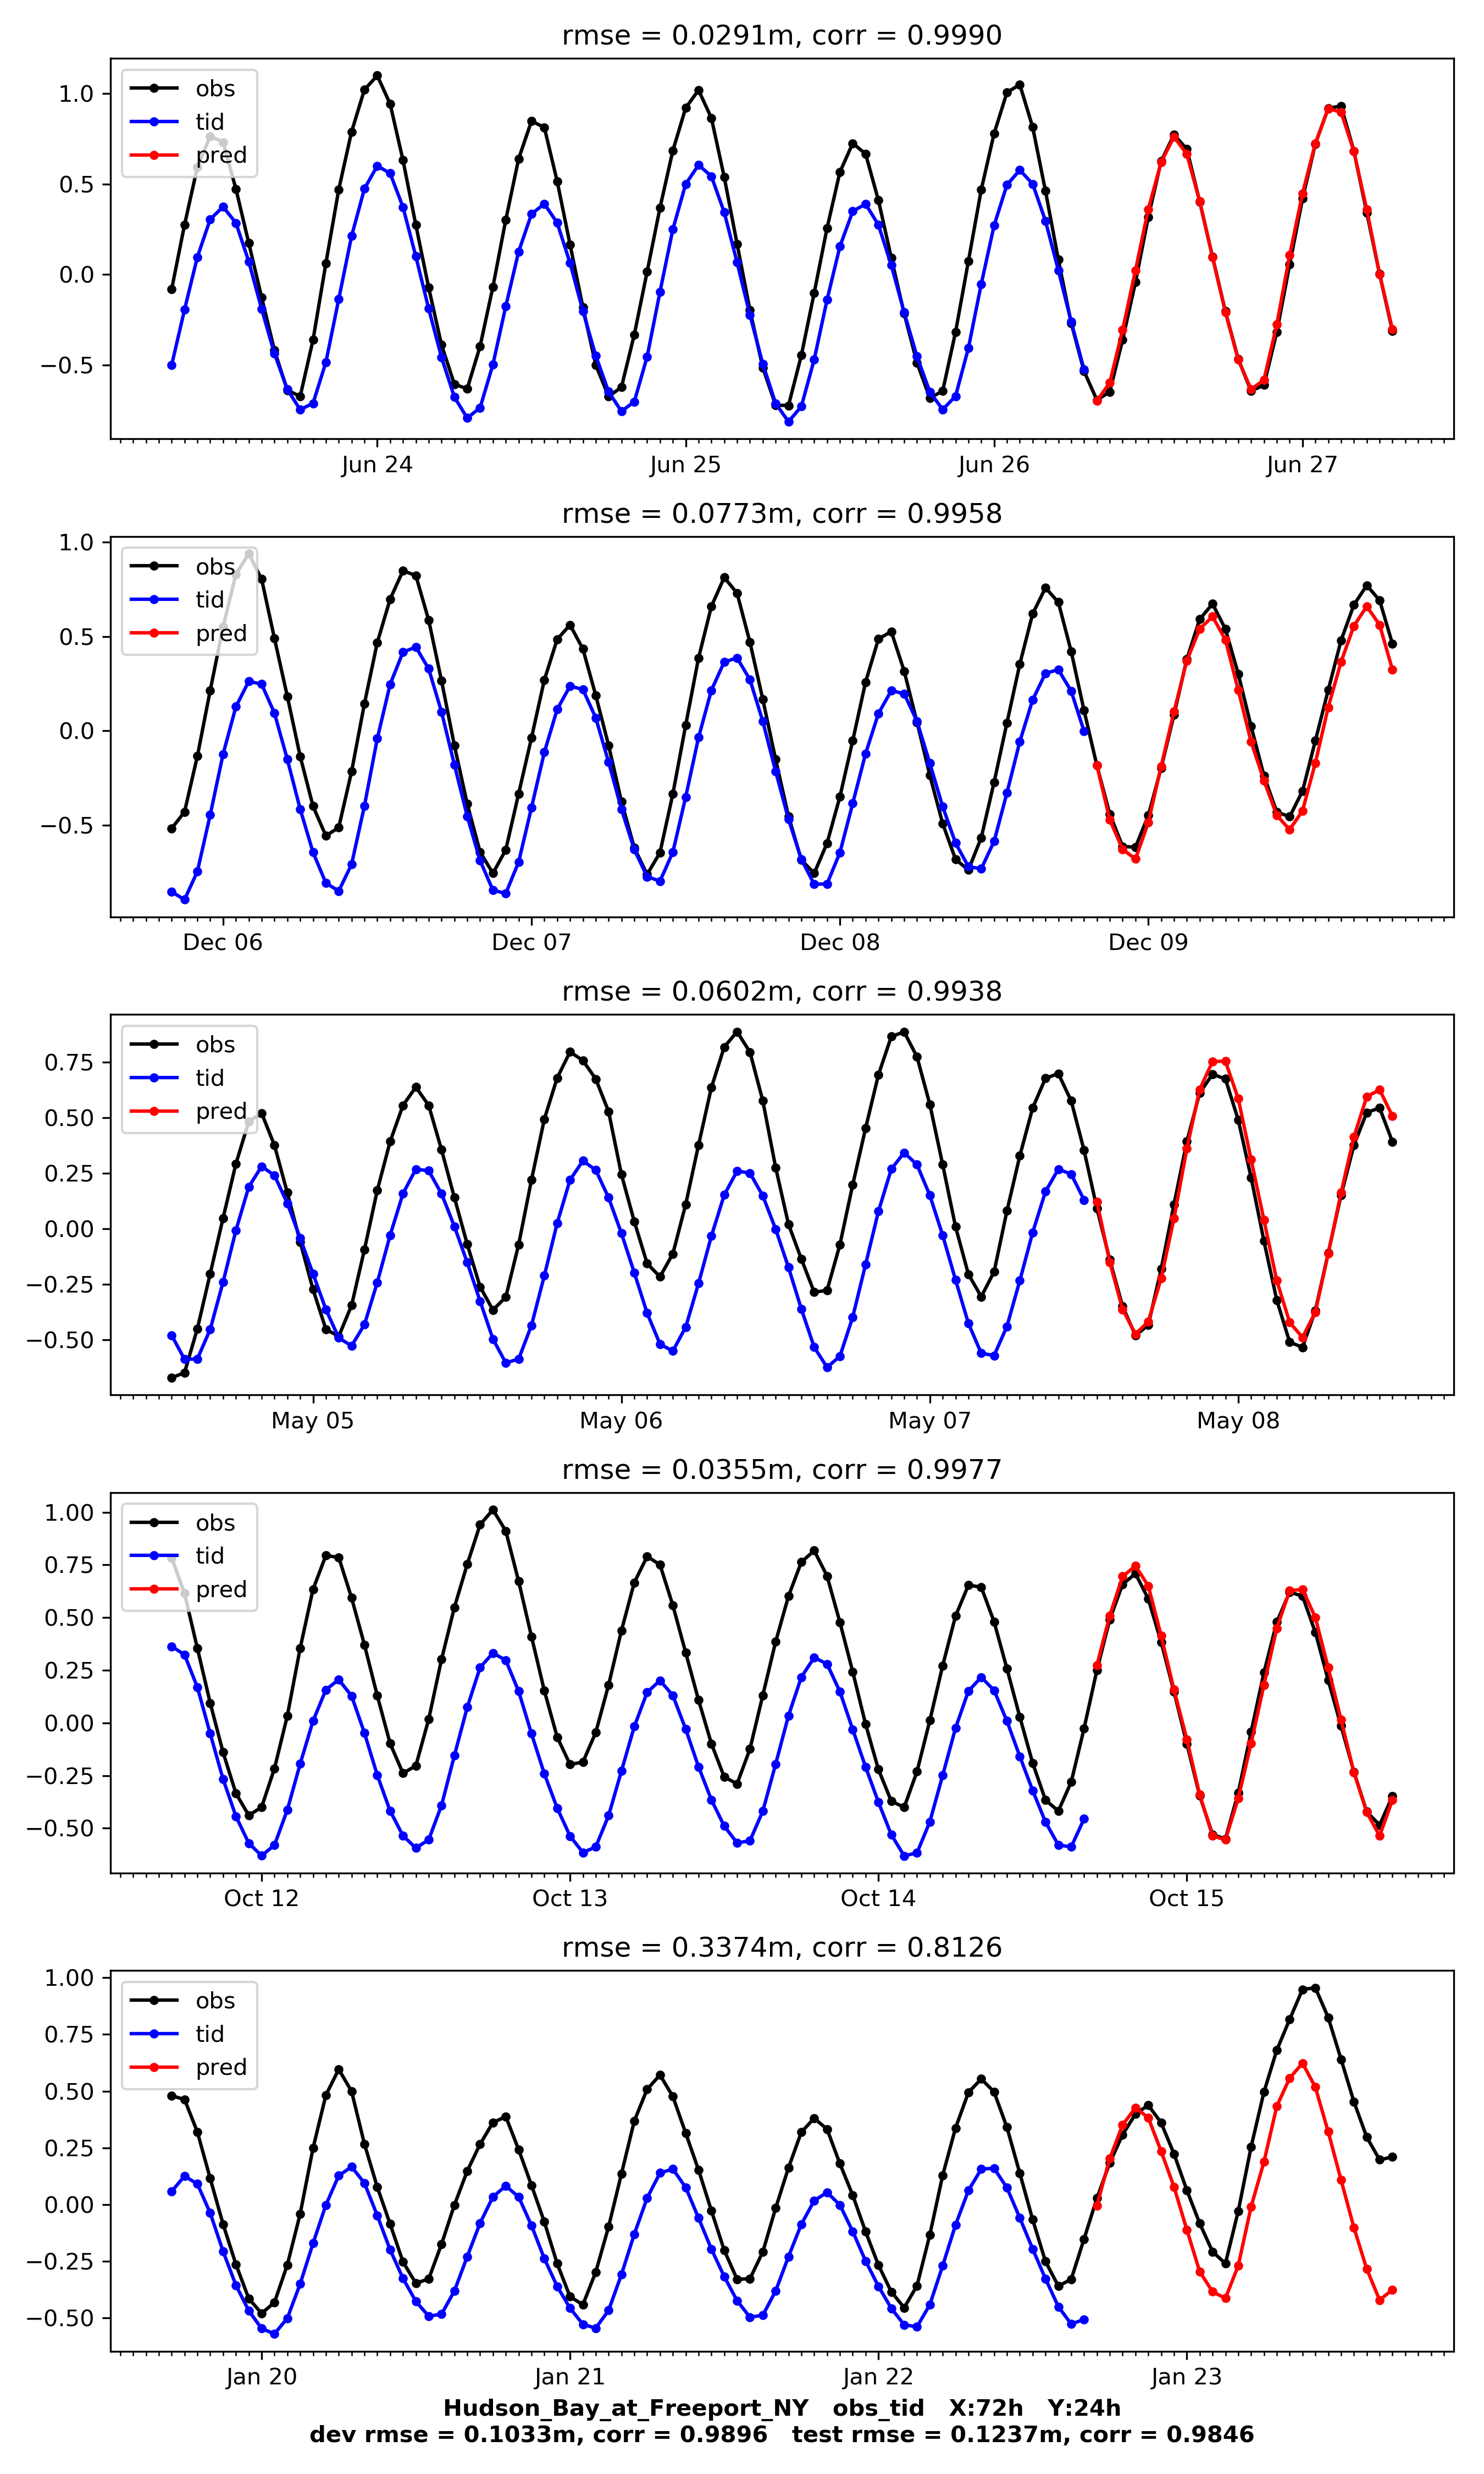 rmse = 0.0291m, corr = 0.9990
obs
tid
pred
1.0
0.5
0.0
−0.5
Jun 24 Jun 25 Jun 26 Jun 27
rmse = 0.0773m, corr = 0.9958
obs
tid
pred
1.0
0.5
0.0
−0.5
Dec 06 Dec 07 Dec 08 Dec 09
rmse = 0.0602m, corr = 0.9938
obs
tid
pred
0.75
0.50
0.25
0.00
−0.25
−0.50
May 05 May 06 May 07 May 08
rmse = 0.0355m, corr = 0.9977
obs
tid
pred
1.00
0.75
0.50
0.25
0.00
−0.25
−0.50
Oct 12 Oct 13 Oct 14 Oct 15
rmse = 0.3374m, corr = 0.8126
obs
tid
pred
1.00
0.75
0.50
0.25
0.00
−0.25
−0.50
Jan 20 Jan 21 Jan 22 Jan 23
Hudson_Bay_at_Freeport_NY obs_tid X:72h Y:24h
dev rmse = 0.1033m, corr = 0.9896 test rmse = 0.1237m, corr = 0.9846